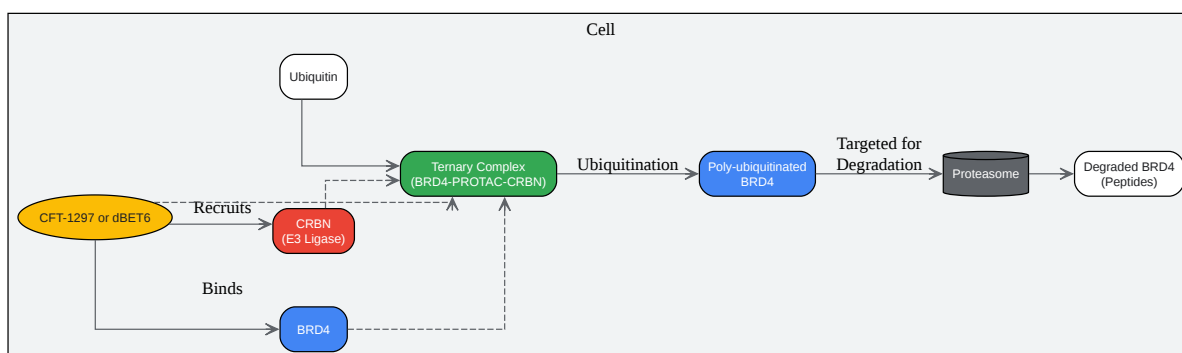 Cell
Ubiquitin
Ternary Complex
(BRD4-PROTAC-CRBN)
Ubiquitination
Poly-ubiquitinated
BRD4
Targeted for
Degradation
Proteasome
Degraded BRD4
(Peptides)
CFT-1297 or dBET6
Recruits
CRBN
(E3 Ligase)
Binds
BRD4